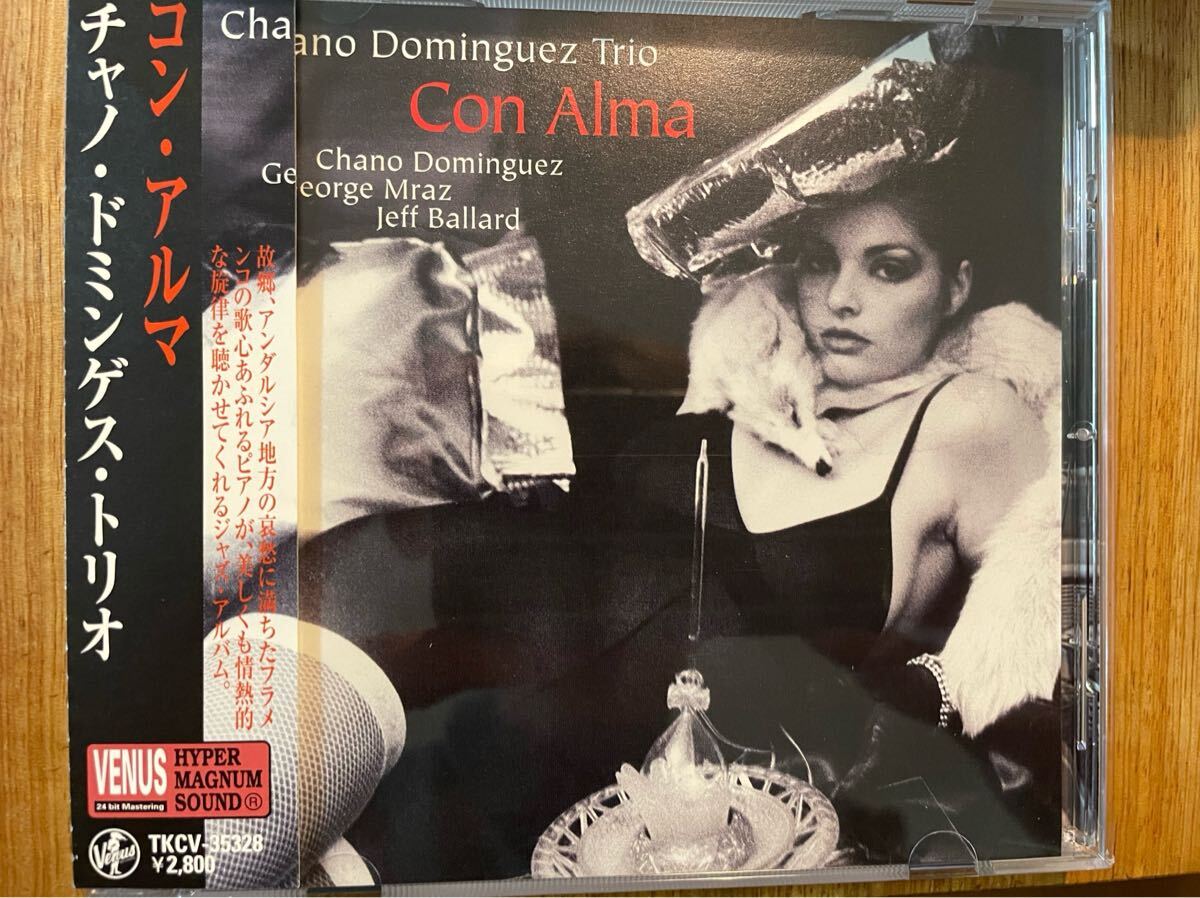 コン・アルマ
チャノ・ドミンゲス・トリオ
故郷、アンダルシア地方の哀愁に満ちたフラメ
ンコの歌心あふれるピアノが、美しくも情熱的
な旋律を聴かせてくれるジャズ・アルバム。
VENUS
24 bit Mastering
HYPER
MAGNUM
SOUND®
Venus
TKCV-35328
¥2,800
Cha
ano Dominguez Trio
Con Alma
Chano Dominguez
Ge
eorge Mraz
Jeff Ballard